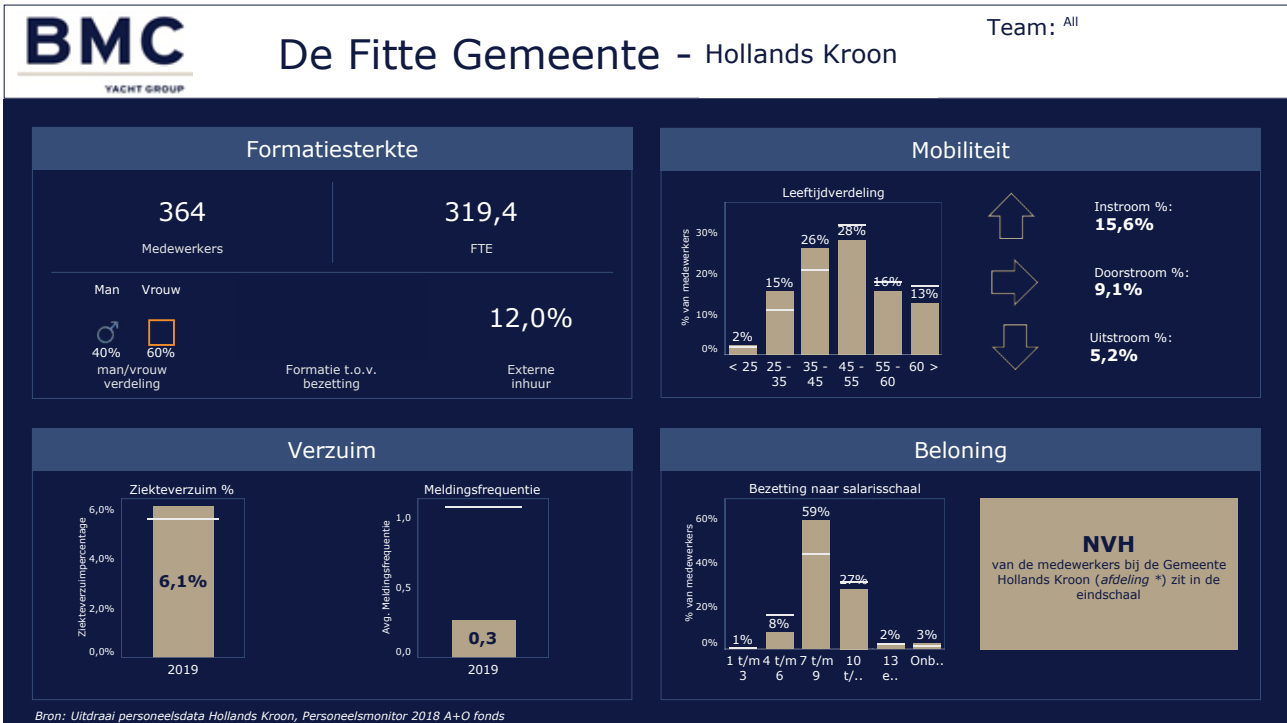 BMC
YACHT GROUP
De Fitte Gemeente - Hollands Kroon
Team: All
Formatiesterkte
364
319,4
Medewerkers
FTE
Man Vrouw
40% 60%
man/vrouw
verdeling
Formatie t.o.v.
bezetting
12,0%
Externe
inhuur
Mobiliteit
Leeftijdverdeling
% van medewerkers
30%
20%
10%
0%
2%
15%
26%
28%
16%
13%
< 25 25 - 35 - 45 - 55 - 60 >
35 45 55 60
Instroom %:
15,6%
Doorstroom %:
9,1%
Uitstroom %:
5,2%
Verzuim
Ziekteverzuim %
Ziekteverzuimpercentage
6,0%
4,0%
2,0%
0,0%
6,1%
2019
Meldingsfrequentie
Avg. Meldingsfrequentie
1,0
0,5
0,0
0,3
2019
Beloning
Bezetting naar salarisschaal
% van medewerkers
60%
40%
20%
0%
1%
8%
59%
27%
2%
3%
1 t/m 4 t/m 7 t/m 10 13 Onb..
3 6 9 t/.. e..
NVH
van de medewerkers bij de Gemeente
Hollands Kroon (afdeling *) zit in de
eindschaal
Bron: Uitdraai personeelsdata Hollands Kroon, Personeelsmonitor 2018 A+O fonds